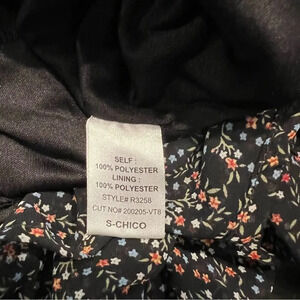 SELF :
100% POLYESTER
LINING :
100% POLYESTER
STYLE# R3258
CUT NO# 200205-VT8
S-CHICO